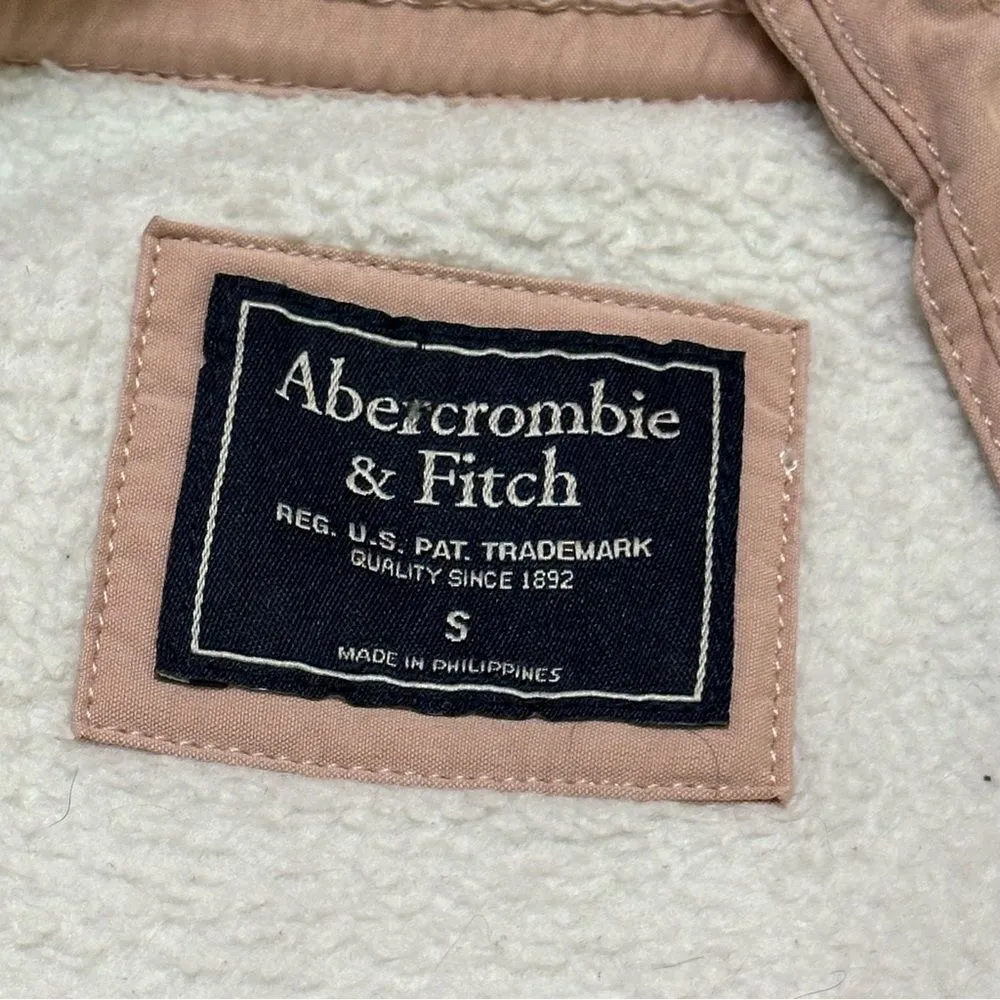 Abercrombie
& Fitch
REG. U.S. PAT. TRADEMARK
QUALITY SINCE 1892
S
MADE IN PHILIPPINES